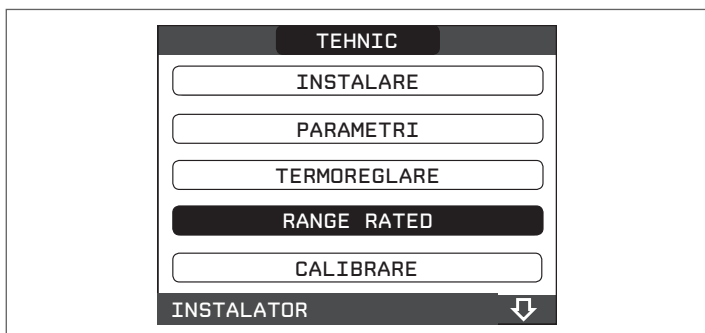 TEHNIC
INSTALARE
PARAMETRI
TERMOREGLARE
RANGE RATED
CALIBRARE
INSTALATOR